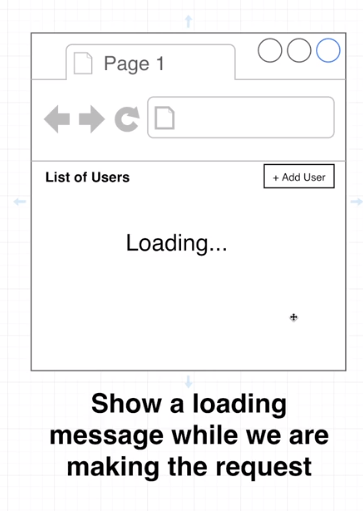 Page 1
List of Users
+ Add User
Loading...
Show a loading
message while we are
making the request